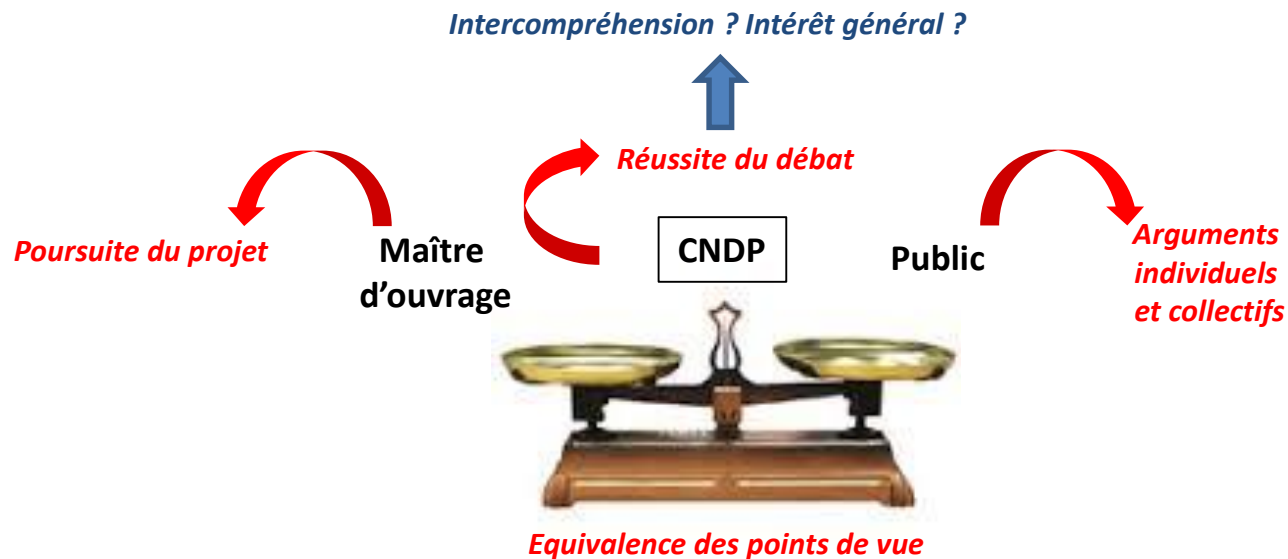 Intercompréhension ? Intérêt général ?
Réussite du débat
Poursuite du projet
Maître
d'ouvrage
CNDP
Public
Arguments
individuels
et collectifs
Equivalence des points de vue